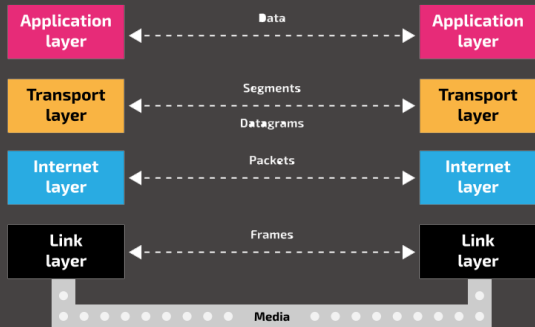 Application
layer
Data
Application
layer
Transport
layer
Segments
Datagrams
Transport
layer
Internet
layer
Packets
Internet
layer
Link
layer
Frames
Link
layer
Media